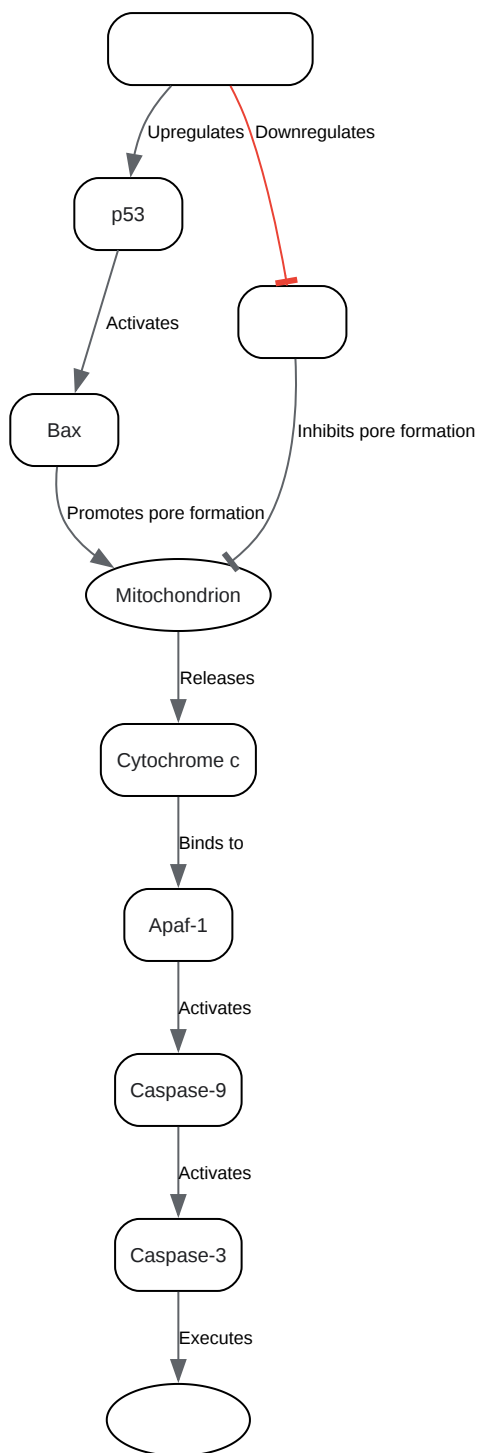 Upregulates
Downregulates
p53
Activates
Bax
Inhibits pore formation
Promotes pore formation
Mitochondrion
Releases
Cytochrome c
Binds to
Apaf-1
Activates
Caspase-9
Activates
Caspase-3
Executes